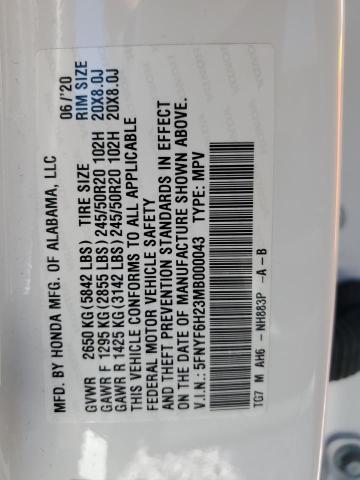 MFD. BY HONDA MFG. OF ALABAMA, LLC 06 /'20
GVWR 2650 KG (5842 LBS) TIRE SIZE RIM SIZE
GAWR F 1295 KG (2855 LBS) 245/50R20 102H 20X8.0J
GAWR R 1425 KG (3142 LBS) 245/50R20 102H 20X8.0J
THIS VEHICLE CONFORMS TO ALL APPLICABLE
FEDERAL MOTOR VEHICLE SAFETY
AND THEFT PREVENTION STANDARDS IN EFFECT
ON THE DATE OF MANUFACTURE SHOWN ABOVE.
V.I.N.: 5FNYF6H23MB000043 TYPE: MPV
TG7 M AH6 - NH883P -A-B